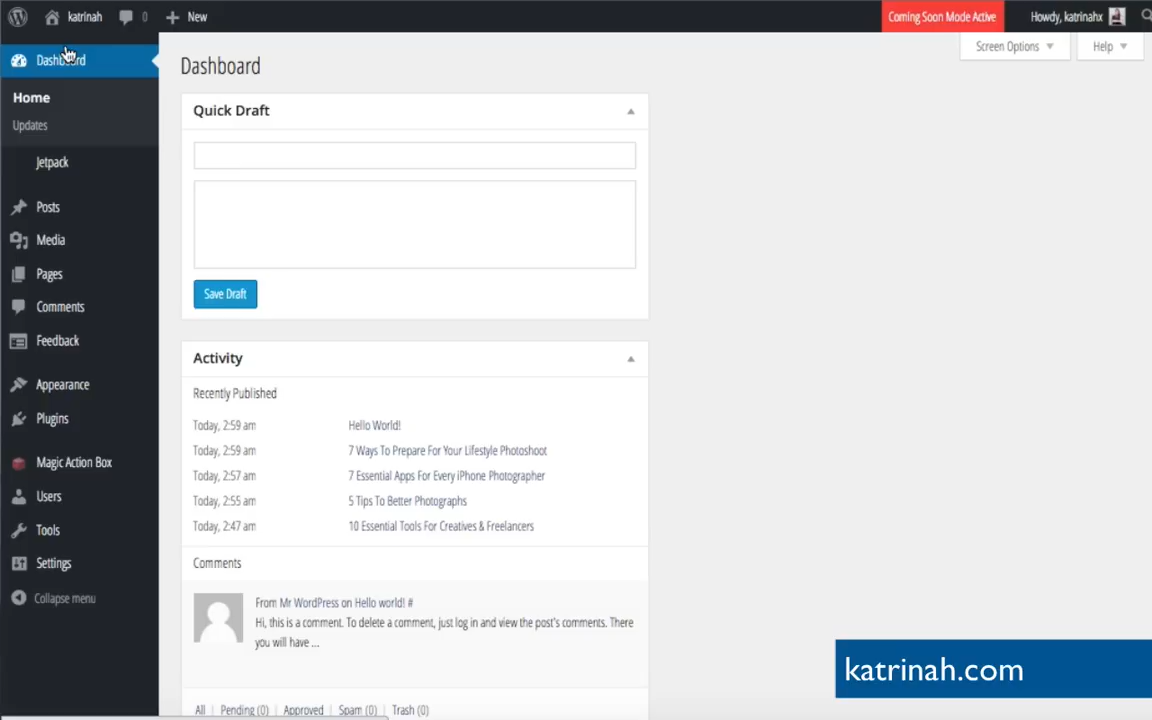 katrinah 0 New Coming Soon Mode Active Howdy, katrinahx
Dashboard
Home
Updates
Jetpack
Posts
Media
Pages
Comments
Feedback
Appearance
Plugins
Magic Action Box
Users
Tools
Settings
Collapse menu
Screen Options Help
Dashboard
Quick Draft
Save Draft
Activity
Recently Published
Today, 2:59 am Hello World!
Today, 2:59 am 7 Ways To Prepare For Your Lifestyle Photoshoot
Today, 2:57 am 7 Essential Apps For Every iPhone Photographer
Today, 2:55 am 5 Tips To Better Photographs
Today, 2:47 am 10 Essential Tools For Creatives & Freelancers
Comments
From Mr WordPress on Hello world! #
Hi, this is a comment. To delete a comment, just log in and view the post's comments. There
you will have ...
All | Pending (0) | Approved | Spam (0) | Trash (0)
katrinah.com